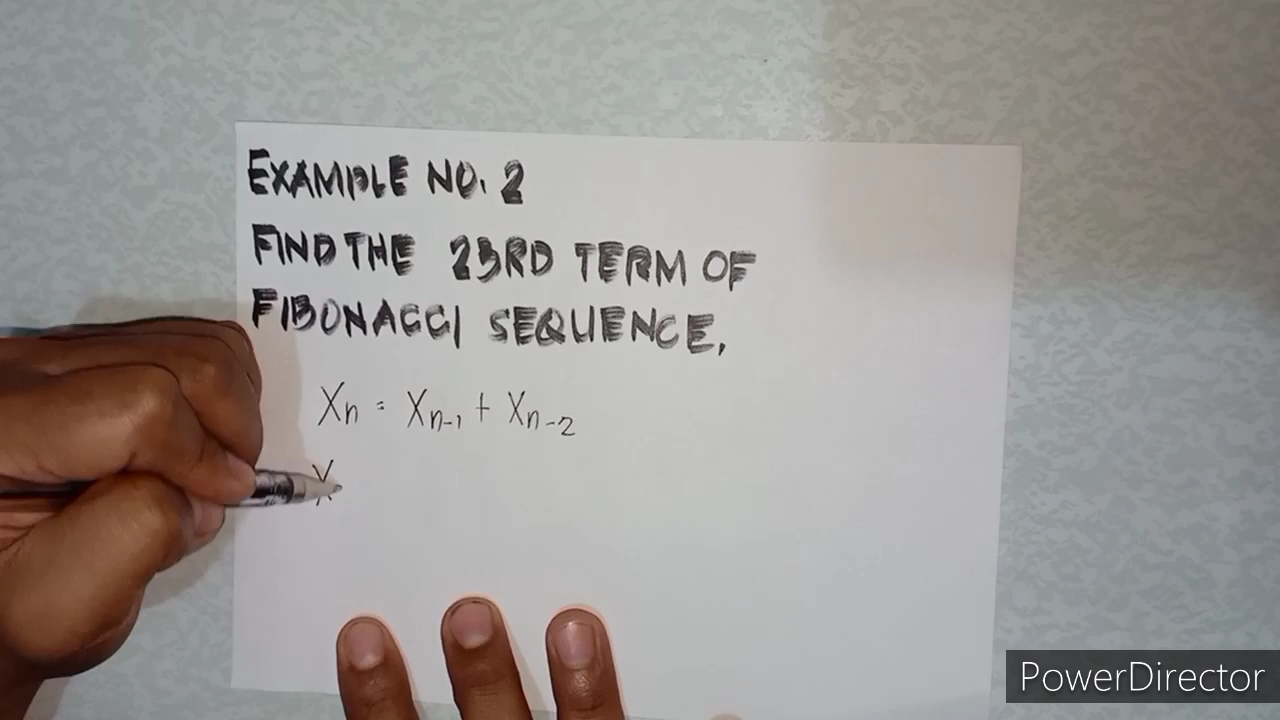 EXAMPLE NO. 2
FIND THE 23RD TERM OF
FIBONACCI SEQUENCE.
Xn = Xn-1 + Xn-2
X
PowerDirector